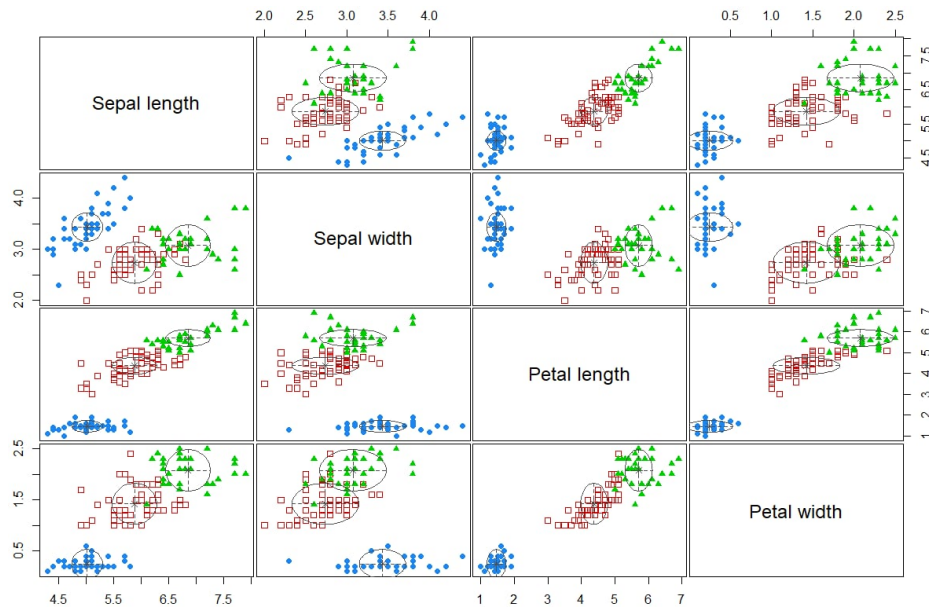 2.0 2.5 3.0 3.5 4.0
0.5 1.0 1.5 2.0 2.5
Sepal length
4.5 5.5 6.5 7.5
2.0 3.0 4.0
Sepal width
Petal length
1 2 3 4 5 6 7
0.5 1.5 2.5
Petal width
4.5 5.5 6.5 7.5
1 2 3 4 5 6 7